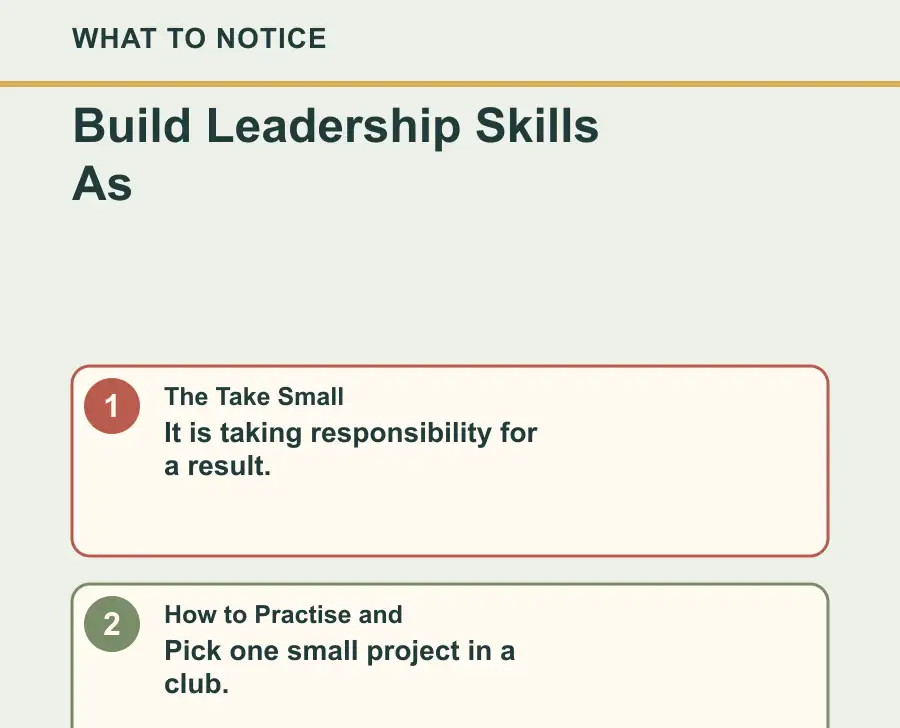 WHAT TO NOTICE
Build Leadership Skills
As
1
The Take Small
It is taking responsibility for
a result.
2
How to Practise and
Pick one small project in a
club.